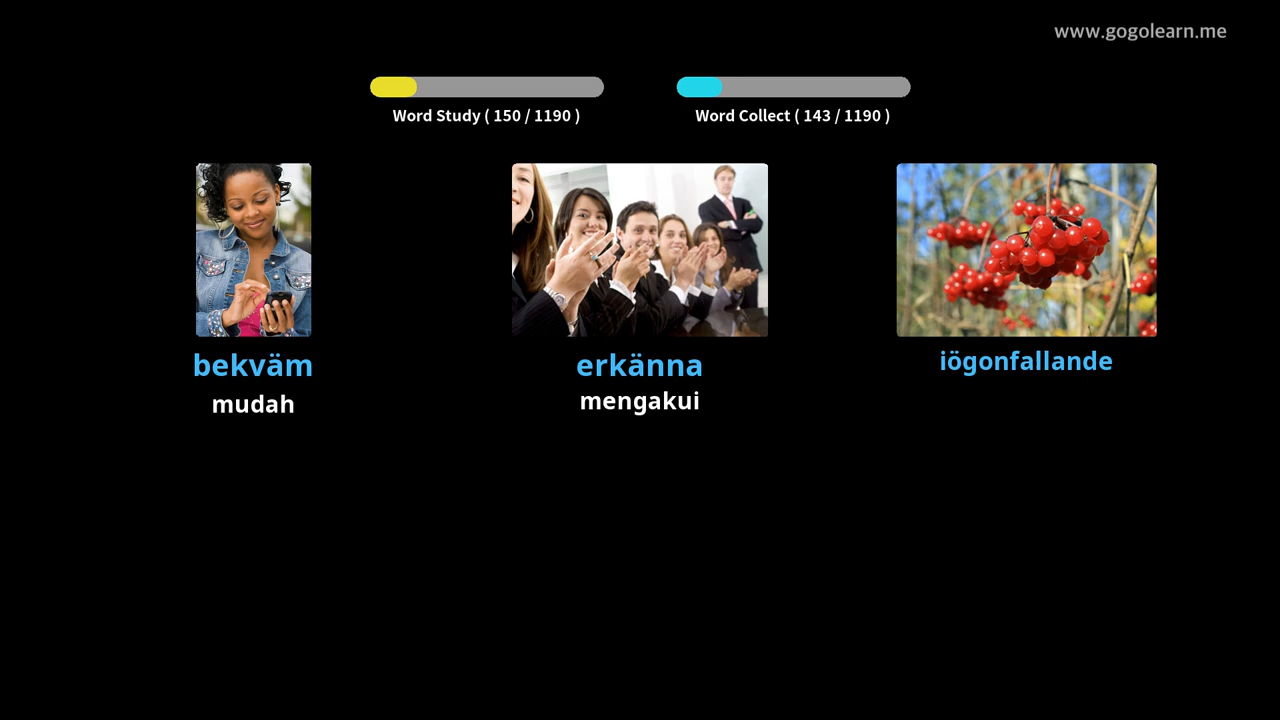 www.gogolearn.me
Word Study ( 150 / 1190 )
Word Collect ( 143 / 1190 )
bekväm
mudah
erkänna
mengakui
iögonfallande